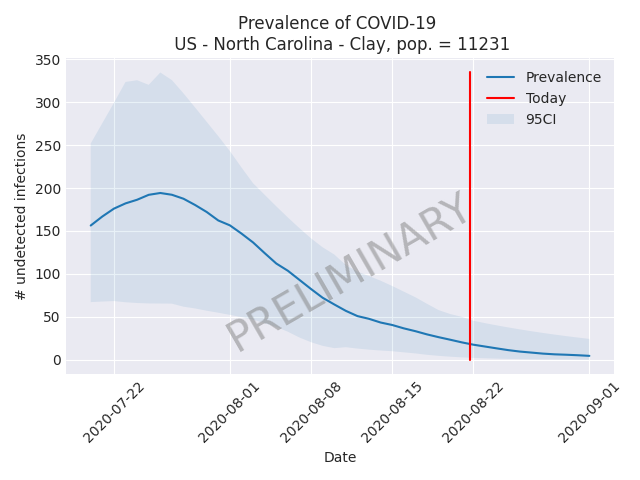 Prevalence of COVID-19
US - North Carolina - Clay, pop. = 11231
# undetected infections
350
300
250
200
150
100
50
0
Prevalence
Today
95CI
PRELIMINARY
2020-07-22
2020-08-01
2020-08-08
2020-08-15
2020-08-22
2020-09-01
Date